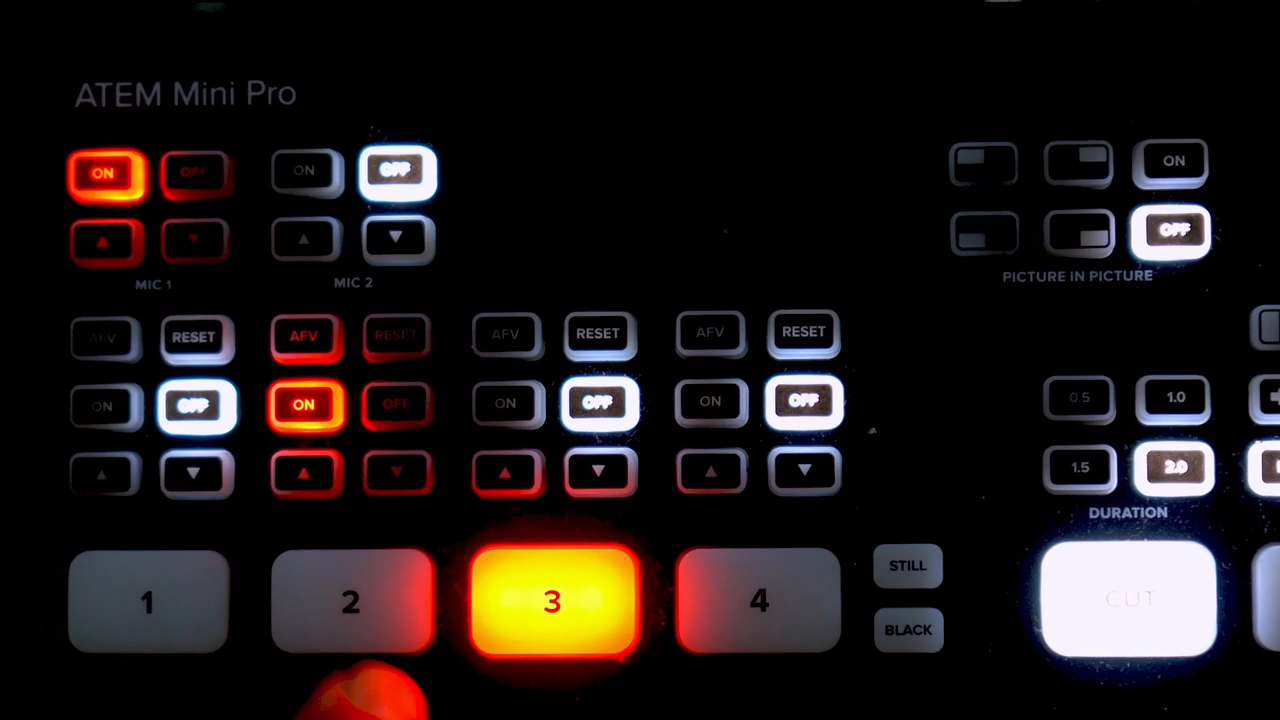 ATEM Mini Pro
ON OFF ON OFF ON
OFF
MIC 1 MIC 2 PICTURE IN PICTURE
AFV RESET AFV RESET AFV RESET AFV RESET
ON OFF ON OFF ON OFF ON OFF 0.5 1.0
1.5 2.0
DURATION
1 2 3 4 STILL CUT
BLACK